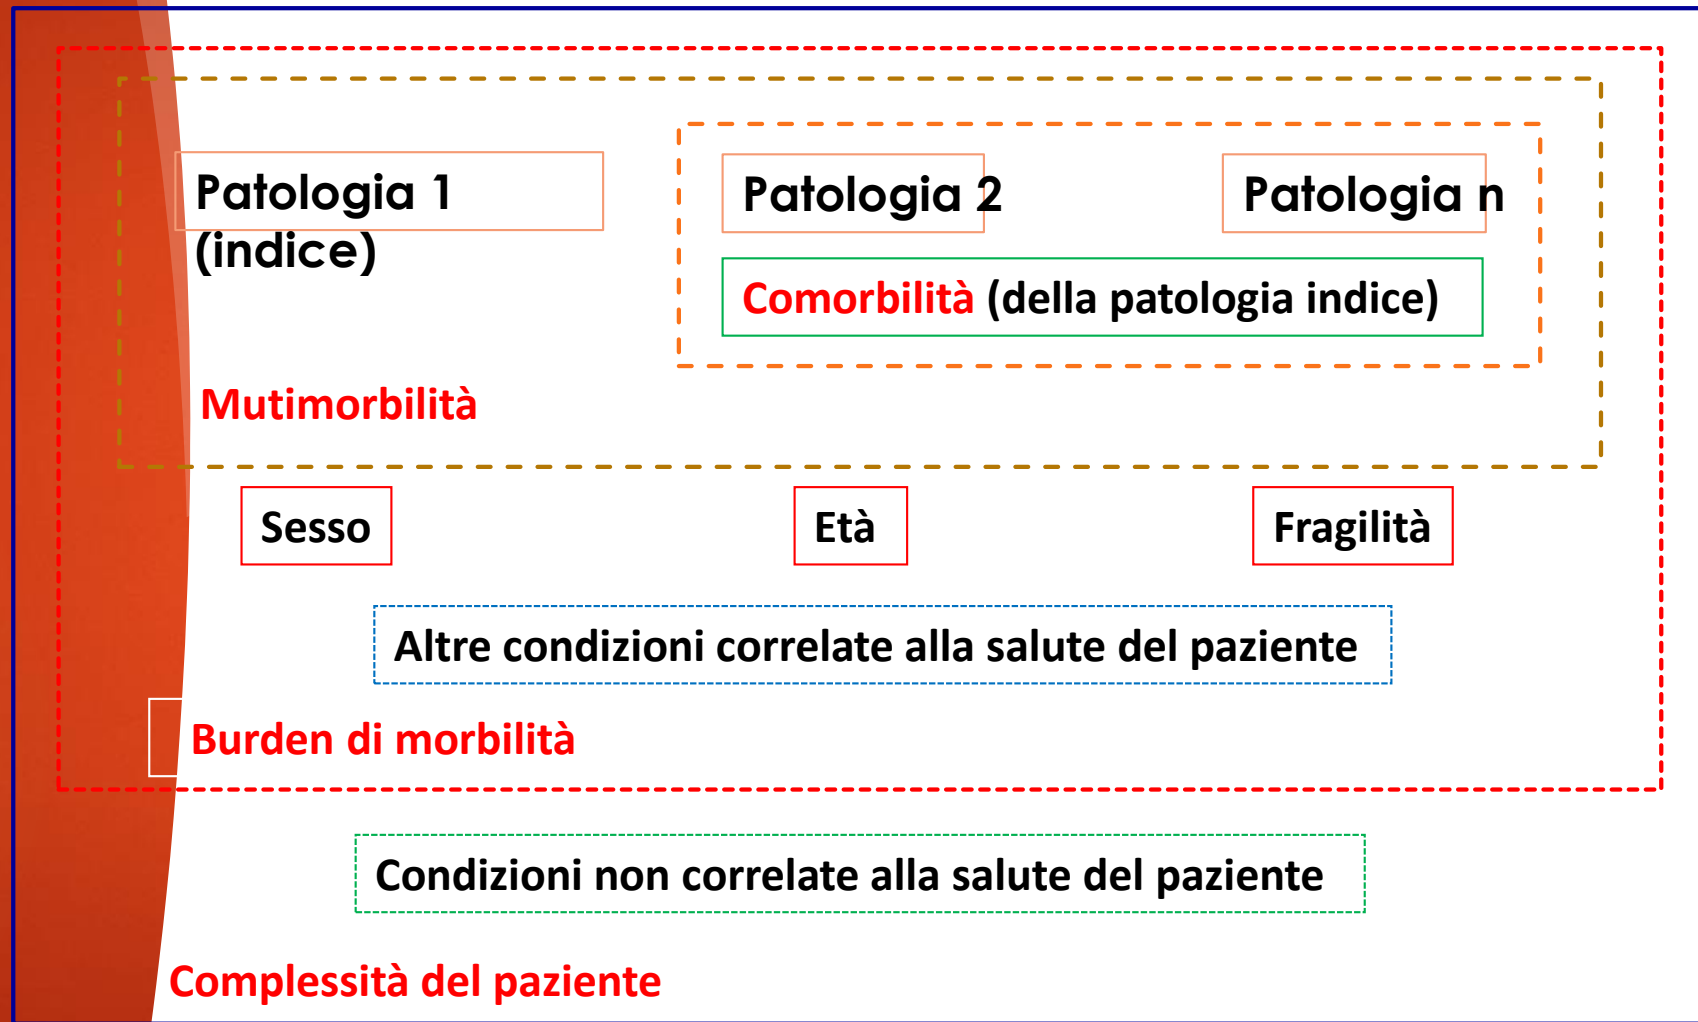 Patologia 1
(indice)
Patologia 2
Patologia n
Comorbilità (della patologia indice)
Mutimorbilità
Sesso
Età
Fragilità
Altre condizioni correlate alla salute del paziente
Burden di morbilità
Condizioni non correlate alla salute del paziente
Complessità del paziente